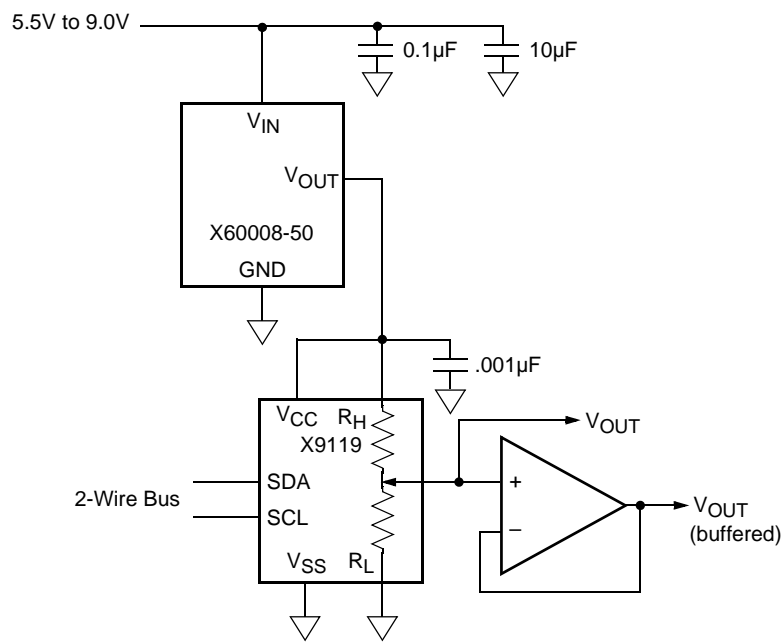 5.5V to 9.0V
0.1µF
10µF
VIN
VOUT
X60008-50
GND
.001µF
VCC
RH
X9119
VOUT
2-Wire Bus
SDA
SCL
+
−
VOUT
(buffered)
VSS
RL